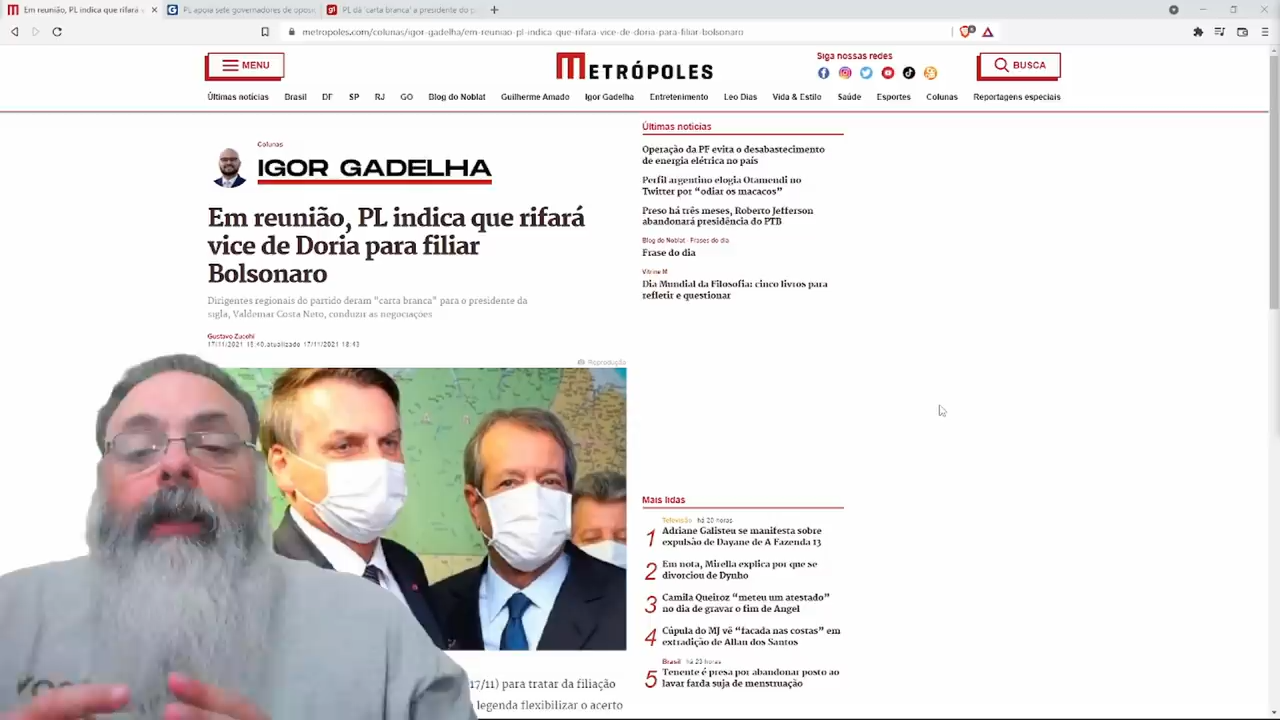 Em reunião, PL indica que rifará
PL apoia sete governadores de oposi
PL dá 'carta branca' a presidente do p
metropoles.com/colunas/igor-gadelha/em-reuniao-pl-indica-que-rifara-vice-de-doria-para-filiar-bolsonaro
MENU
METRÓPOLES
Siga nossas redes
BUSCA
Últimas notícias Brasil DF SP RJ GO Blog do Noblat Guilherme Amado Igor Gadelha Entretenimento Leo Dias Vida & Estilo Saúde Esportes Colunas Reportagens especiais
Colunas
IGOR GADELHA
Em reunião, PL indica que rifará
vice de Doria para filiar
Bolsonaro
Dirigentes regionais do partido deram "carta branca" para o presidente da
sigla, Valdemar Costa Neto, conduzir as negociações
Gustavo Zucchi
17/11/2021 18:40,atualizado 17/11/2021 18:43
Reprodução
17/11) para tratar da filiação
legenda flexibilizar o acerto
Últimas notícias
Operação da PF evita o desabastecimento
de energia elétrica no país
Perfil argentino elogia Otamendi no
Twitter por “odiar os macacos”
Preso há três meses, Roberto Jefferson
abandonará presidência do PTB
Blog do Noblat - Frases do dia
Frase do dia
Vitrine M
Dia Mundial da Filosofia: cinco livros para
refletir e questionar
Mais lidas
Televisão há 20 horas
1 Adriane Galisteu se manifesta sobre
expulsão de Dayane de A Fazenda 13
2 Em nota, Mirella explica por que se
divorciou de Dynho
3 Camila Queiroz “meteu um atestado”
no dia de gravar o fim de Angel
4 Cúpula do MJ vê “facada nas costas” em
extradição de Allan dos Santos
Brasil há 23 horas
5 Tenente é presa por abandonar posto ao
lavar farda suja de menstruação